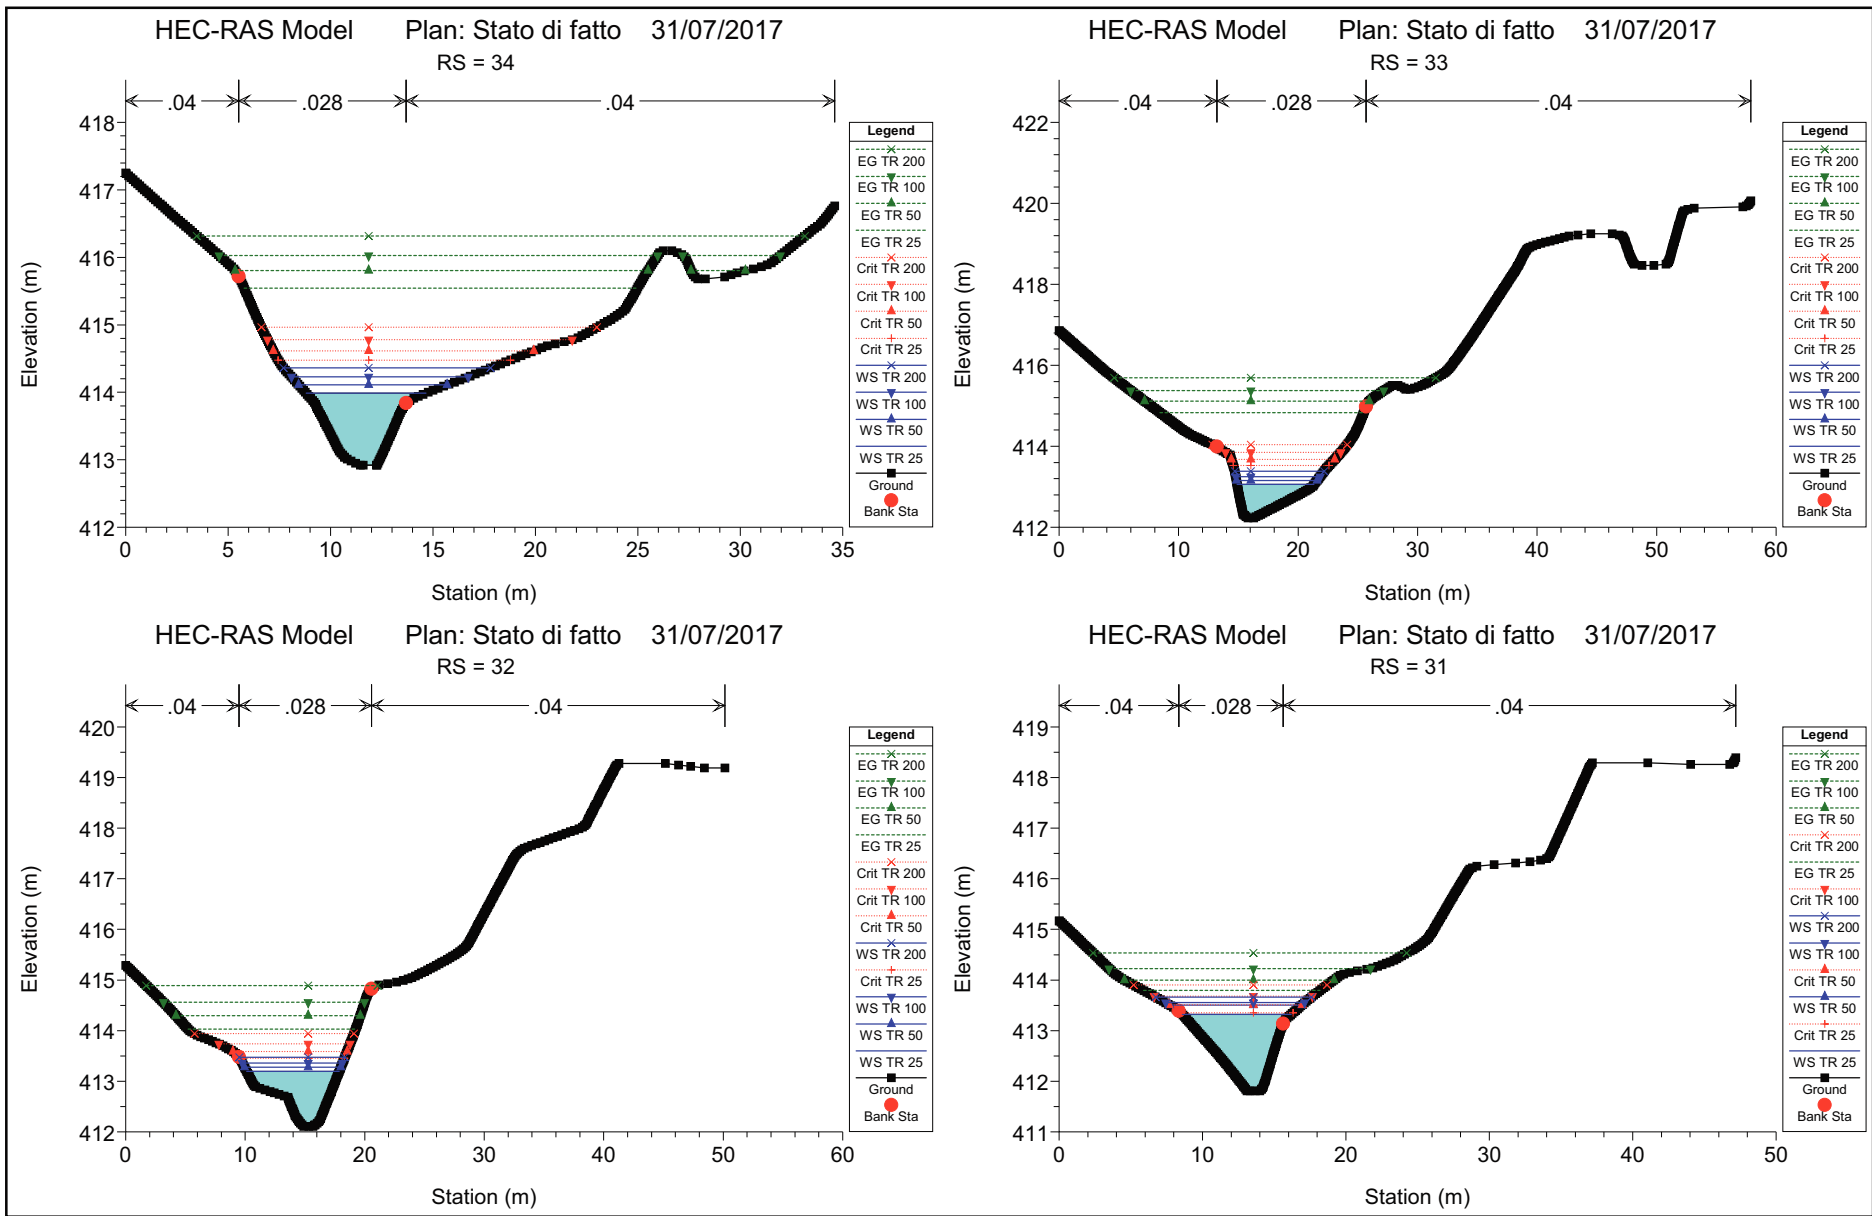 HEC-RAS Model Plan: Stato di fatto 31/07/2017
RS = 34
.04 .028 .04
418
417
416
415
414
413
412
0 5 10 15 20 25 30 35
Elevation (m)
Station (m)
Legend
EG TR 200
EG TR 100
EG TR 50
EG TR 25
Crit TR 200
Crit TR 100
Crit TR 50
Crit TR 25
WS TR 200
WS TR 100
WS TR 50
WS TR 25
Ground
Bank Sta
HEC-RAS Model Plan: Stato di fatto 31/07/2017
RS = 33
.04 .028 .04
422
420
418
416
414
412
0 10 20 30 40 50 60
Elevation (m)
Station (m)
Legend
EG TR 200
EG TR 100
EG TR 50
EG TR 25
Crit TR 200
Crit TR 100
Crit TR 50
Crit TR 25
WS TR 200
WS TR 100
WS TR 50
WS TR 25
Ground
Bank Sta
HEC-RAS Model Plan: Stato di fatto 31/07/2017
RS = 32
.04 .028 .04
420
419
418
417
416
415
414
413
412
0 10 20 30 40 50 60
Elevation (m)
Station (m)
Legend
EG TR 200
EG TR 100
EG TR 50
EG TR 25
Crit TR 200
Crit TR 100
Crit TR 50
WS TR 200
Crit TR 25
WS TR 100
WS TR 50
WS TR 25
Ground
Bank Sta
HEC-RAS Model Plan: Stato di fatto 31/07/2017
RS = 31
.04 .028 .04
419
418
417
416
415
414
413
412
411
0 10 20 30 40 50
Elevation (m)
Station (m)
Legend
EG TR 200
EG TR 100
EG TR 50
Crit TR 200
EG TR 25
Crit TR 100
WS TR 200
WS TR 100
Crit TR 50
WS TR 50
Crit TR 25
WS TR 25
Ground
Bank Sta